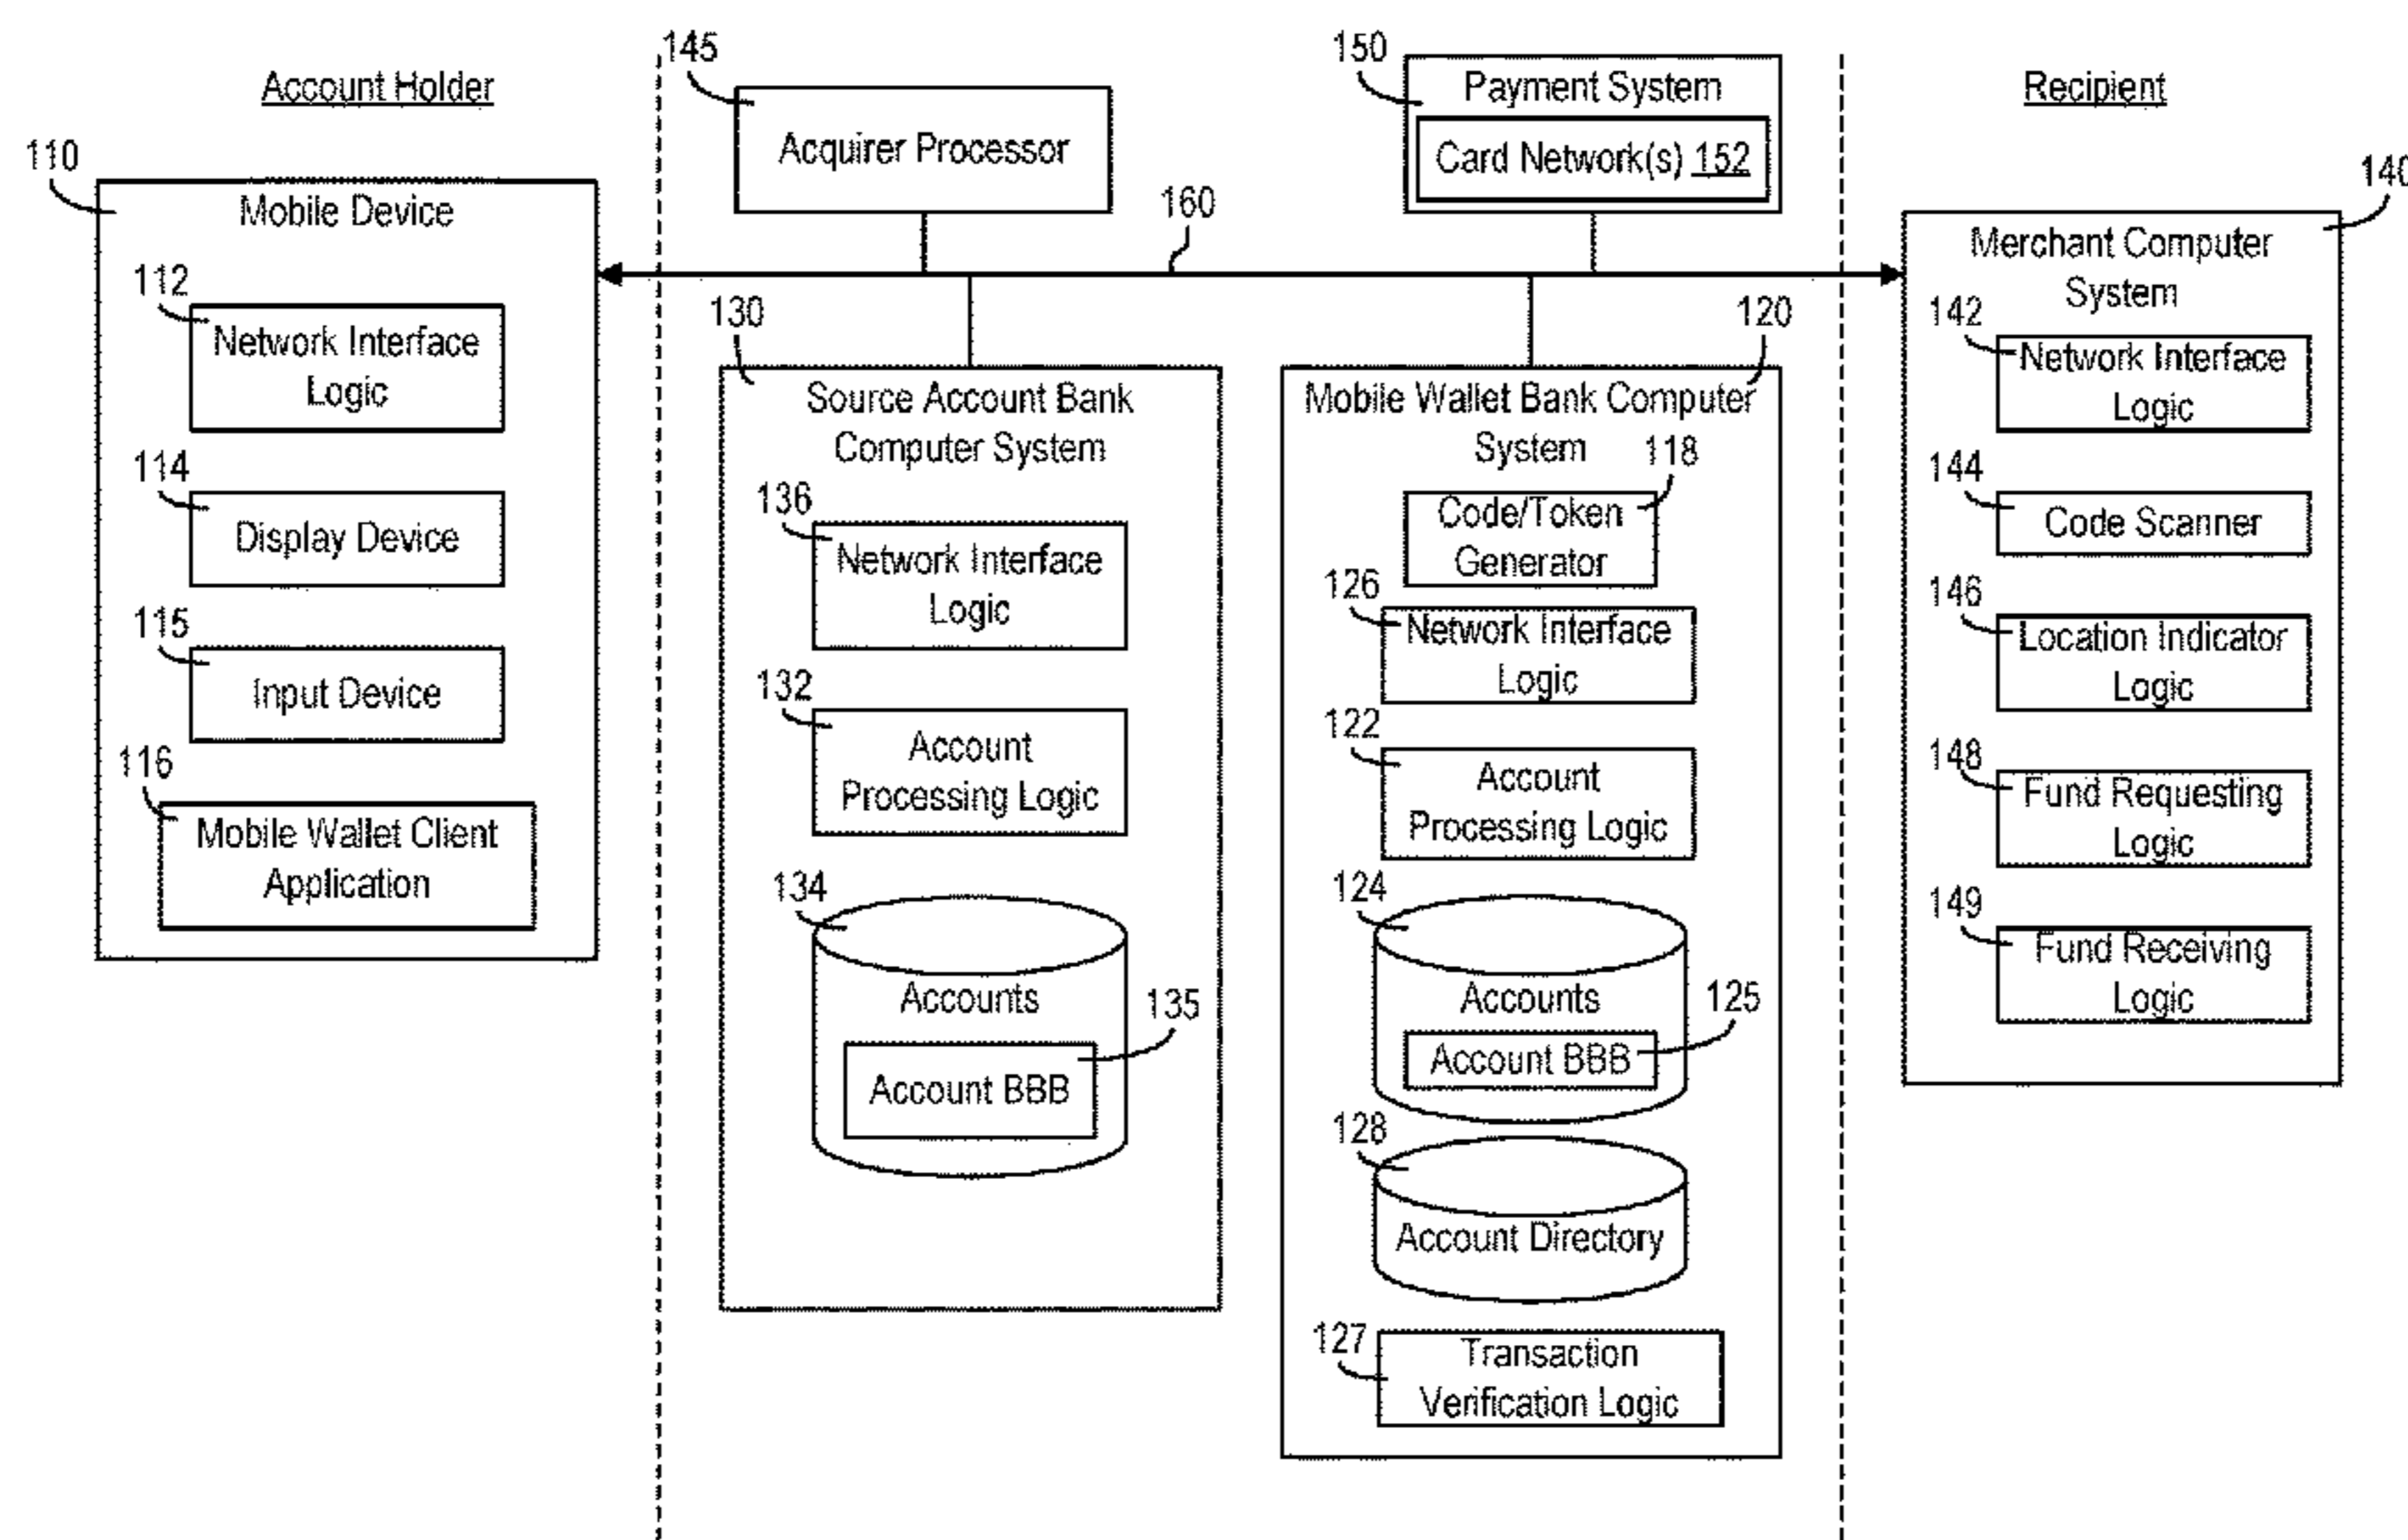 Account Holder
110
Mobile Device
112
Network Interface
Logic
114
Display Device
115
Input Device
116
Mobile Wallet Client
Application
145
Acquirer Processor
150
Payment System
Card Network(s) 152
160
130
Source Account Bank
Computer System
136
Network Interface
Logic
132
Account
Processing Logic
134
Accounts
135
Account BBB
120
Mobile Wallet Bank Computer
System
118
Code/Token
Generator
126
Network Interface
Logic
122
Account
Processing Logic
124
Accounts
125
Account BBB
128
Account Directory
127
Transaction
Verification Logic
Recipient
140
Merchant Computer
System
142
Network Interface
Logic
144
Code Scanner
146
Location Indicator
Logic
148
Fund Requesting
Logic
149
Fund Receiving
Logic